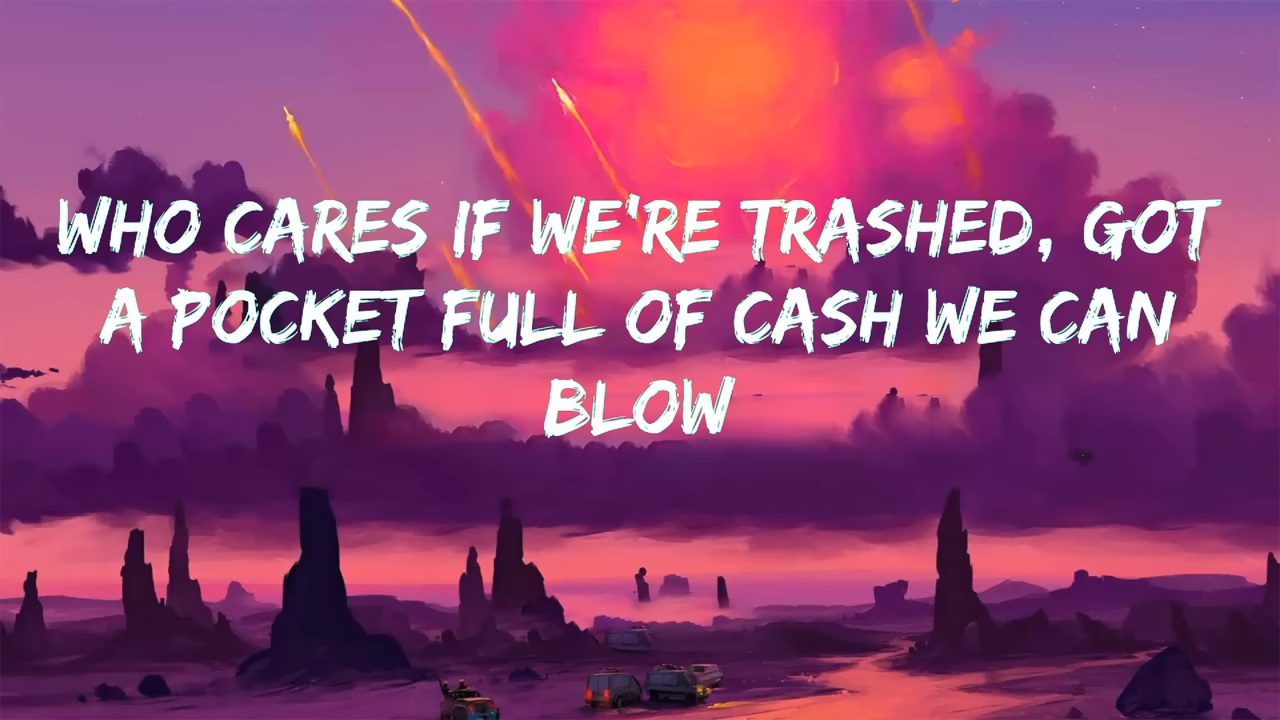 WHO CARES IF WE'RE TRASHED, GOT
A POCKET FULL OF CASH WE CAN
BLOW